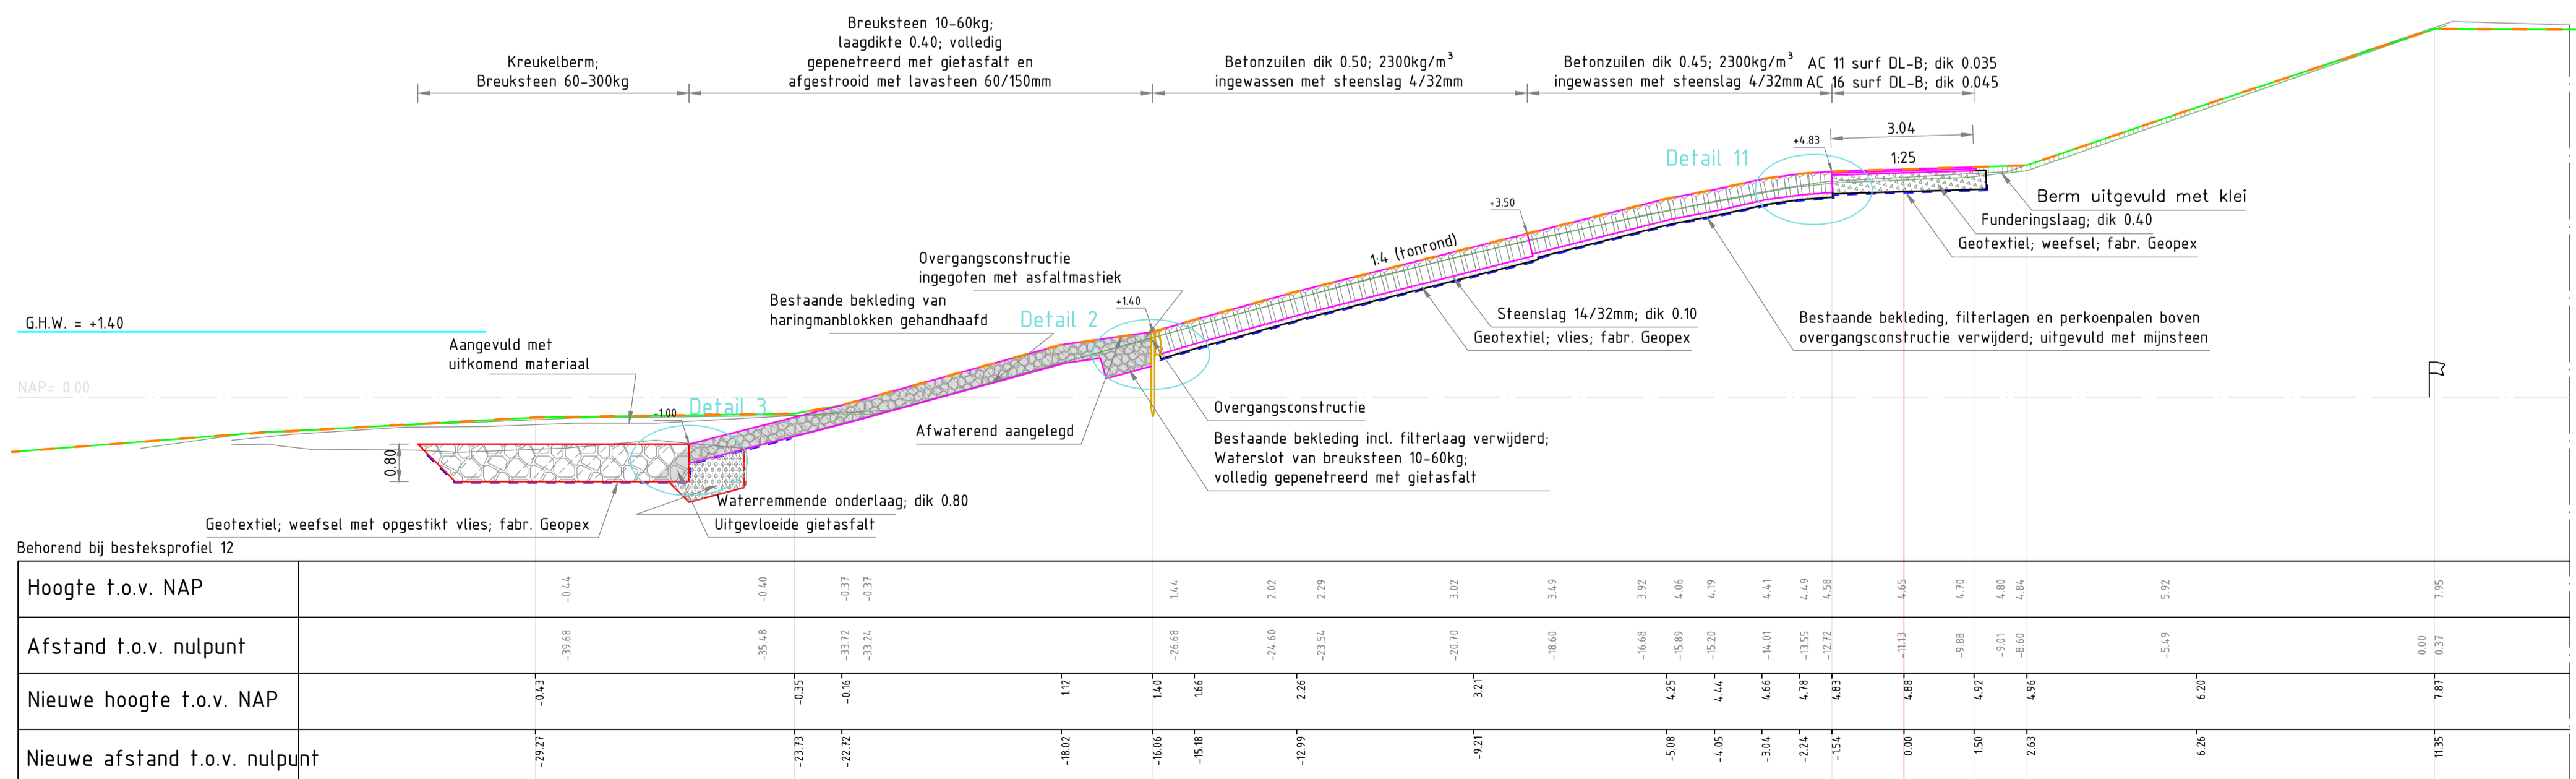 Breuksteen 10-60kg;
laagdikte 0.40; volledig
gepenetreerd met gietasfalt en
afgestrooid met lavasteen 60/150mm
Kreukelberm;
Breuksteen 60-300kg
Betonzuilen dik 0.50; 2300kg/m³
ingewassen met steenslag 4/32mm
Betonzuilen dik 0.45; 2300kg/m³
ingewassen met steenslag 4/32mm
AC 11 surf DL-B; dik 0.035
AC 16 surf DL-B; dik 0.045
3.04
+4.83
1:25
Detail 11
Berm uitgevuld met klei
Funderingslaag; dik 0.40
Geotextiel; weefsel; fabr. Geopex
+3.50
1:4 (tonrond)
Overgangsconstructie
ingegoten met asfaltmastiek
Bestaande bekleding van
haringmanblokken gehandhaafd
+1.40
Detail 2
Steenslag 14/32mm; dik 0.10
Geotextiel; vlies; fabr. Geopex
Bestaande bekleding, filterlagen en perkoenpalen boven
overgangsconstructie verwijderd; uitgevuld met mijnsteen
G.H.W. = +1.40
Aangevuld met
uitkomend materiaal
NAP= 0.00
-1.00
Detail 3
Overgangsconstructie
Afwaterend aangelegd
Bestaande bekleding incl. filterlaag verwijderd;
Waterslot van breuksteen 10-60kg;
volledig gepenetreerd met gietasfalt
0.80
Waterremmende onderlaag; dik 0.80
Geotextiel; weefsel met opgestikt vlies; fabr. Geopex
Uitgevloeide gietasfalt
Behorend bij besteksprofiel 12
Hoogte t.o.v. NAP -0.44 -0.40 -0.37 -0.37 1.44 2.02 2.29 3.02 3.49 3.92 4.06 4.19 4.41 4.49 4.58 4.65 4.70 4.80 4.84 5.92 7.95
Afstand t.o.v. nulpunt -39.68 -35.48 -33.72 -33.24 -26.68 -24.60 -23.54 -20.70 -18.60 -16.68 -15.89 -15.20 -14.01 -13.55 -12.72 -11.13 -9.88 -9.01 -8.60 -5.49 0.00 0.37
Nieuwe hoogte t.o.v. NAP -0.43 -0.35 -0.16 1.12 1.40 1.66 2.26 3.21 4.25 4.44 4.66 4.78 4.83 4.88 4.92 4.96 6.20 7.87
Nieuwe afstand t.o.v. nulpunt -29.27 -23.73 -22.72 -18.02 -16.06 -15.18 -12.99 -9.21 -5.08 -4.05 -3.04 -2.24 -1.54 0.00 1.50 2.63 6.26 11.35